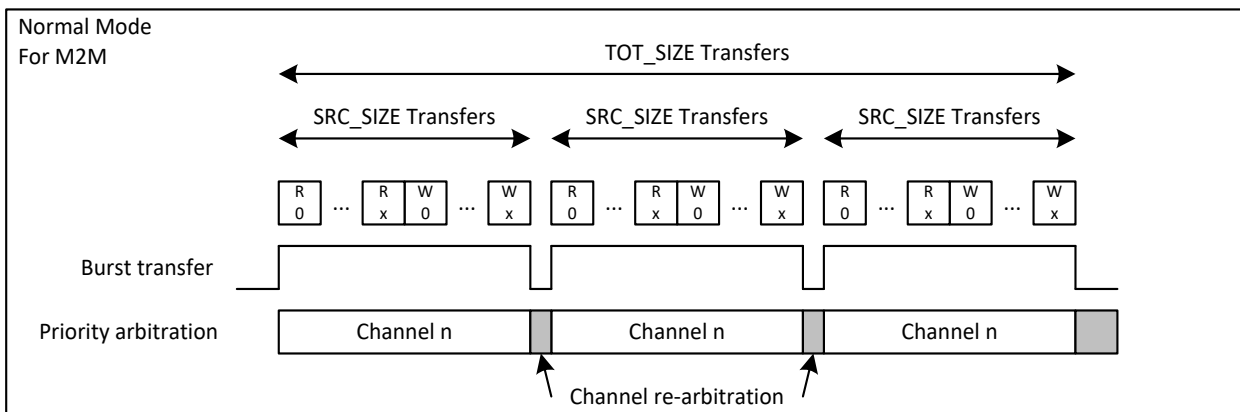 Normal Mode
For M2M
TOT_SIZE Transfers
SRC_SIZE Transfers SRC_SIZE Transfers SRC_SIZE Transfers
R ... R W ... W R ... R W ... W R ... R W ... W
0 x 0 x 0 x 0 x 0 x 0 x
Burst transfer
Priority arbitration Channel n Channel n Channel n
Channel re-arbitration